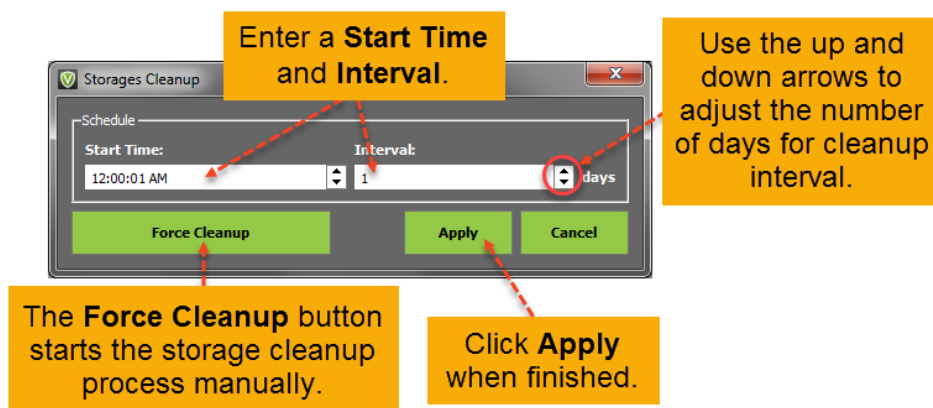 Enter a Start Time
and Interval.
Use the up and
down arrows to
adjust the number
of days for cleanup
interval.
Storages Cleanup
Schedule
Start Time:
Interval:
12:00:01 AM
1
days
Force Cleanup
Apply
Cancel
The Force Cleanup button
starts the storage cleanup
process manually.
Click Apply
when finished.